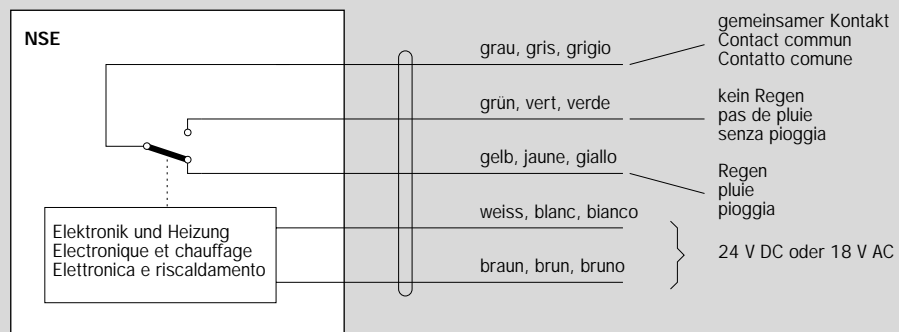 NSE
grau, gris, grigio
gemeinsamer Kontakt
Contact commun
Contatto comune
grün, vert, verde
kein Regen
pas de pluie
senza pioggia
gelb, jaune, giallo
Regen
pluie
pioggia
weiss, blanc, bianco
braun, brun, bruno
24 V DC oder 18 V AC
Elektronik und Heizung
Electronique et chauffage
Elettronica e riscaldamento